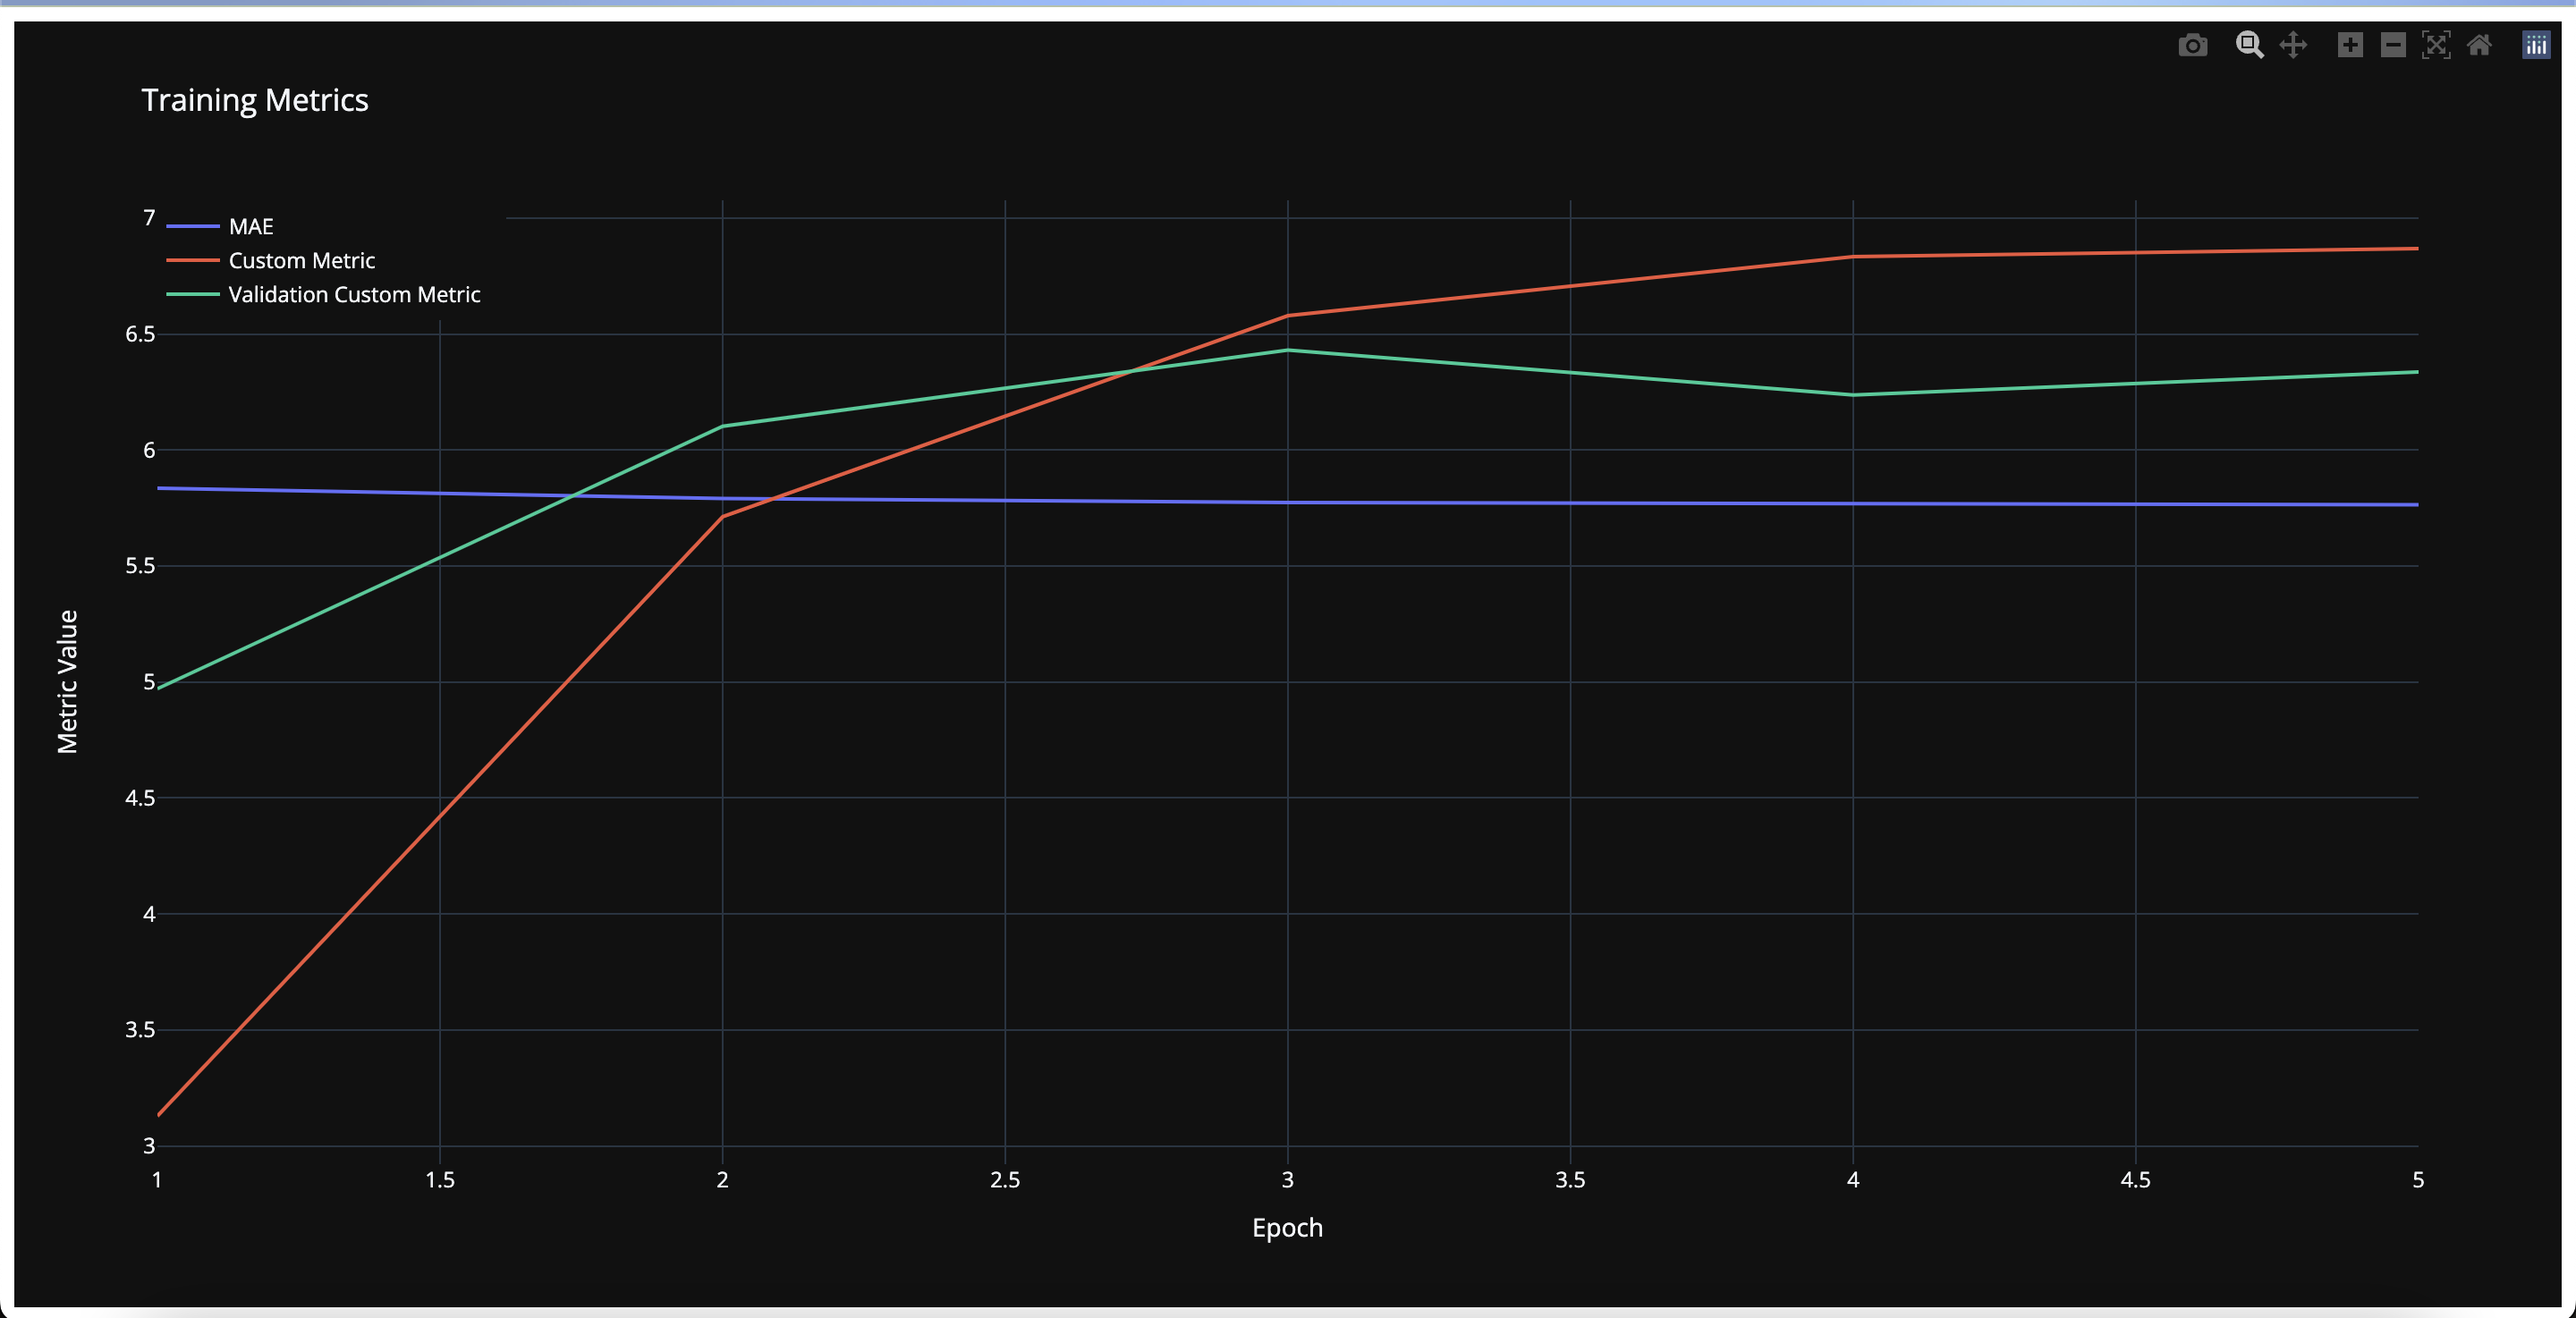 Training Metrics
MAE
Custom Metric
Validation Custom Metric
Metric Value
7
6.5
6
5.5
5
4.5
4
3.5
3
1 1.5 2 2.5 3 3.5 4 4.5 5
Epoch